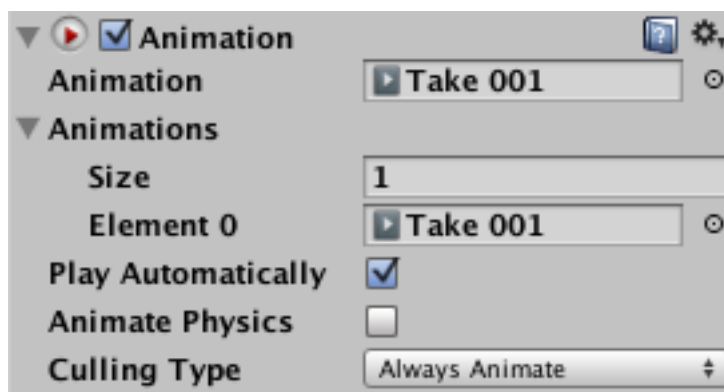 Animation
Animation Take 001
Animations
Size 1
Element 0 Take 001
Play Automatically
Animate Physics
Culling Type Always Animate